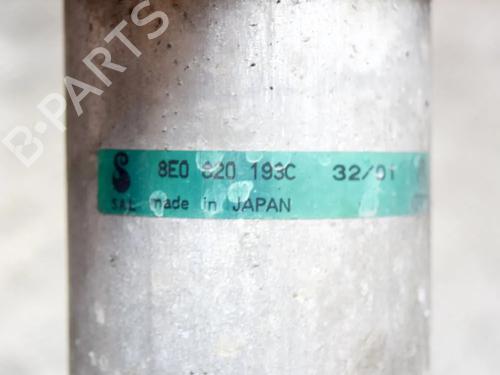 B-PARTS
8E0 820 193C 32/01
S.A.L made in JAPAN